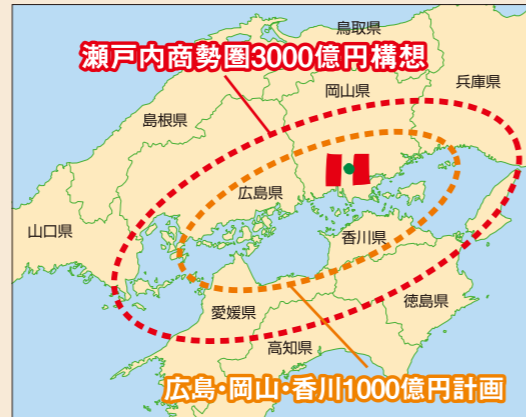 鳥取県
瀬戸内商勢圏3000億円構想
兵庫県
岡山県
島根県
広島県
山口県
香川県
徳島県
愛媛県
高知県
広島・岡山・香川1000億円計画